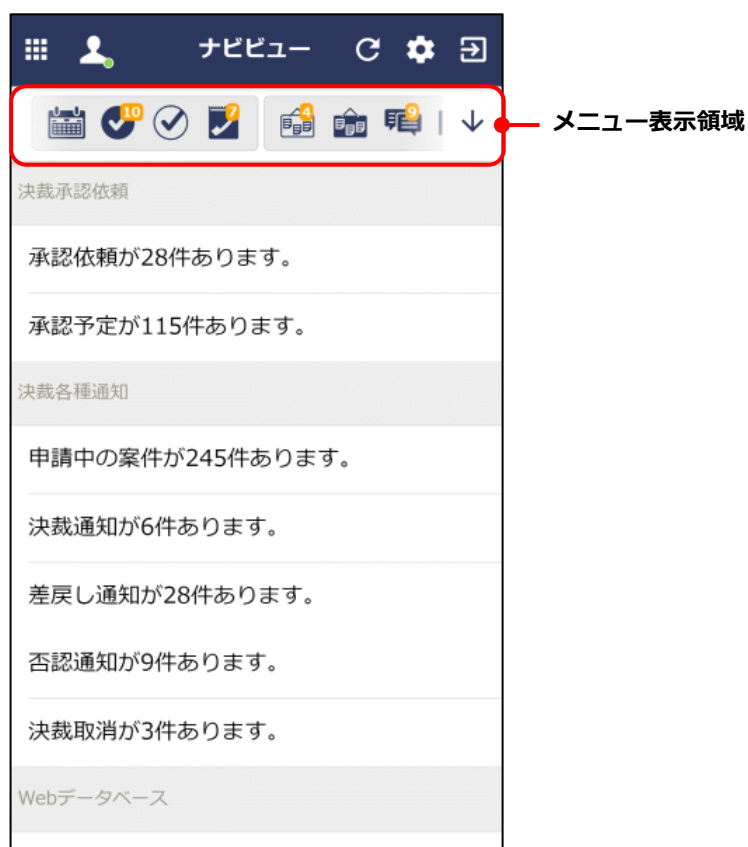 ナビビュー
10
7
4
9
メニュー表示領域
決裁承認依頼
承認依頼が28件あります。
承認予定が115件あります。
決裁各種通知
申請中の案件が245件あります。
決裁通知が6件あります。
差戻し通知が28件あります。
否認通知が9件あります。
決裁取消が3件あります。
Webデータベース